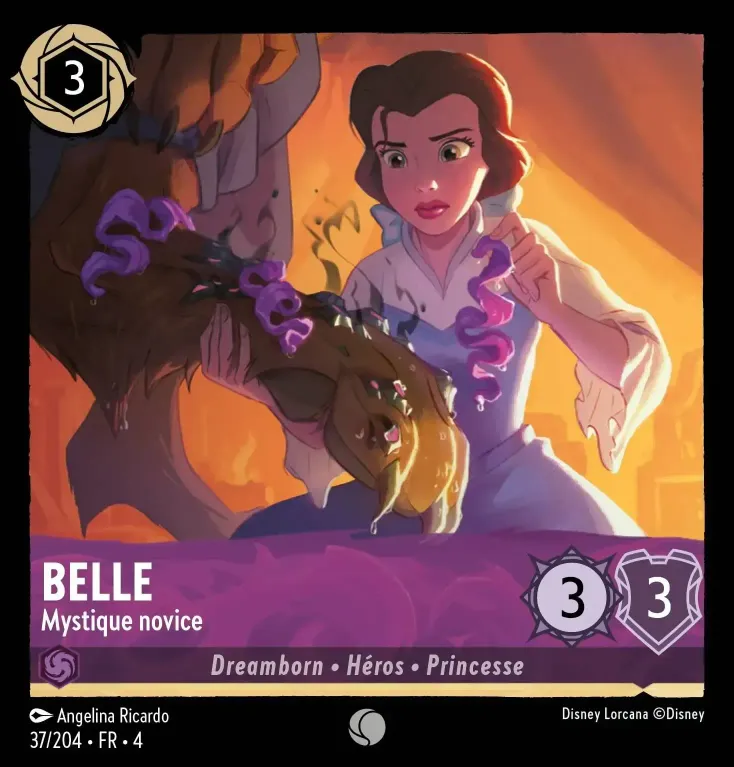 3
BELLE
Mystique novice
3
3
Dreamborn • Héros • Princesse
Angelina Ricardo
Disney Lorcana ©Disney
37/204 • FR • 4